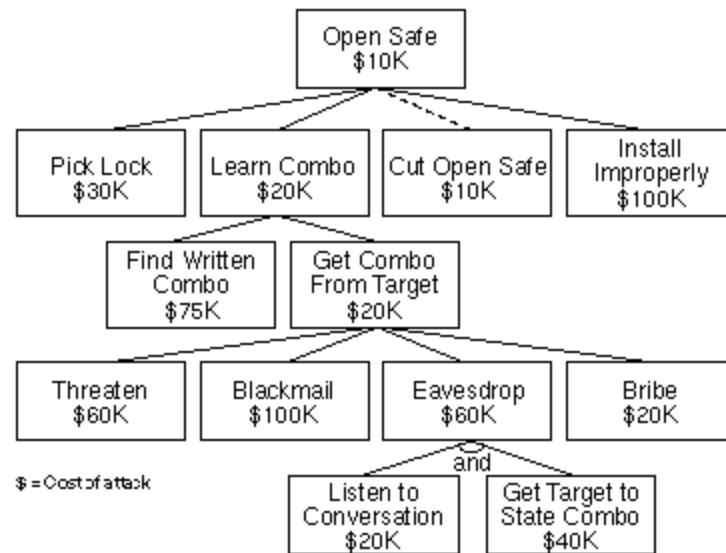 Open Safe
$10K
Pick Lock
$30K
Learn Combo
$20K
Cut Open Safe
$10K
Install
Improperly
$100K
Find Written
Combo
$75K
Get Combo
From Target
$20K
Threaten
$60K
Blackmail
$100K
Eavesdrop
$60K
Bribe
$20K
and
$ = Cost of attack
Listen to
Conversation
$20K
Get Target to
State Combo
$40K